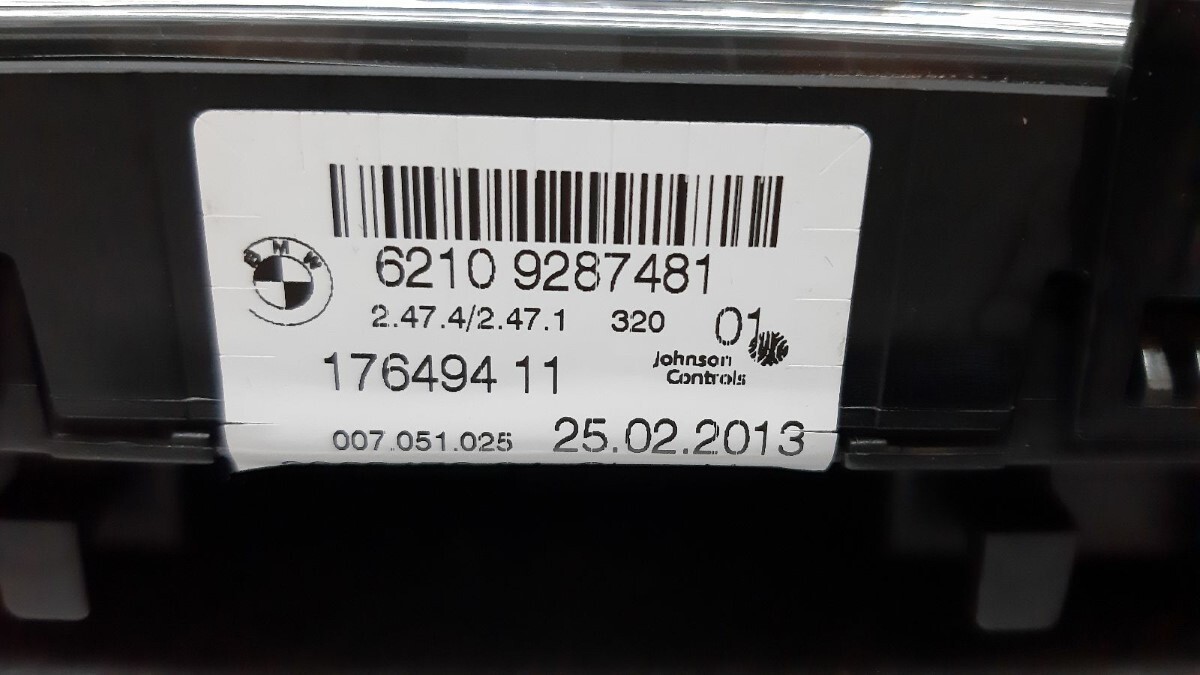 BMW
6210 9287481
2.47.4/2.47.1 320 01
Johnson
Controls
176494 11
007.051.025 25.02.2013